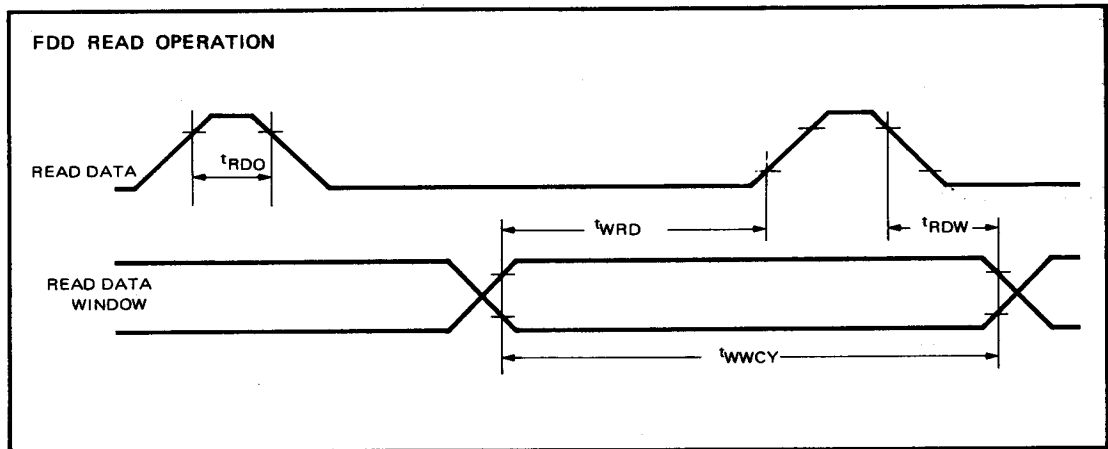 FDD READ OPERATION
READ DATA
tRDO
tWRD
tRDW
READ DATA
WINDOW
tWWCY